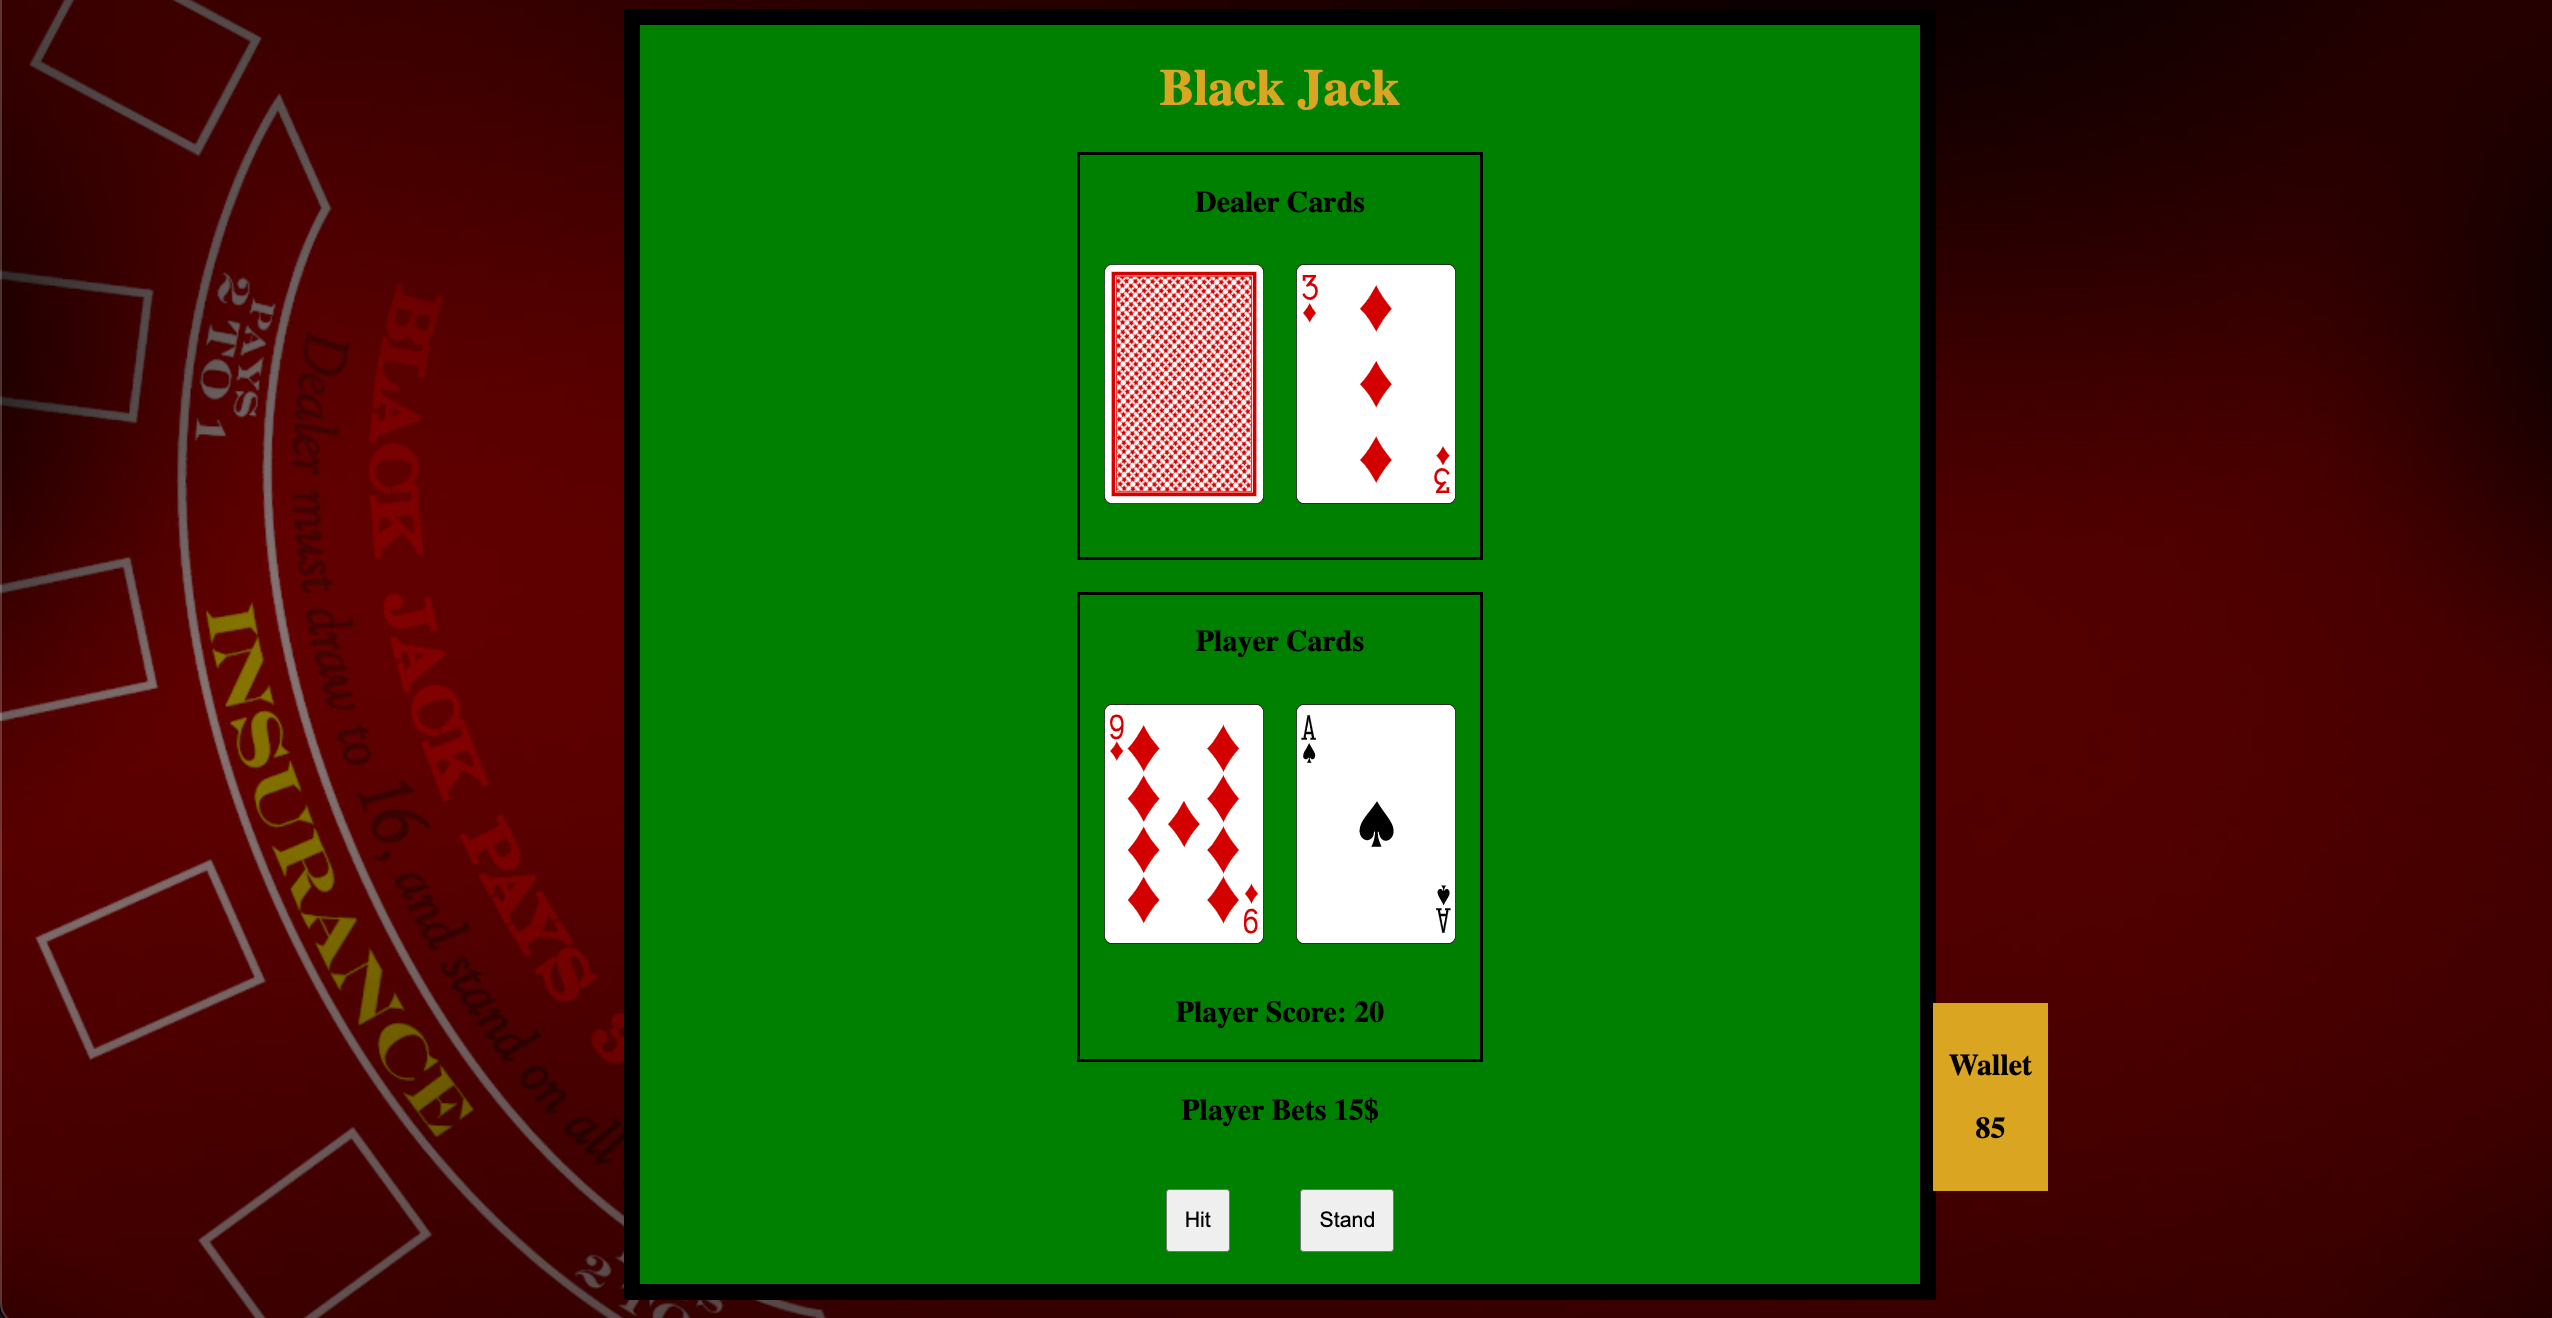 Black Jack
Dealer Cards
3
3
Player Cards
9
9
A
A
Player Score: 20
Player Bets 15$
Hit
Stand
Wallet
85
PAYS
2 TO 1
INSURANCE
Dealer must draw to 16, and stand on all
BLACK JACK PAYS 3